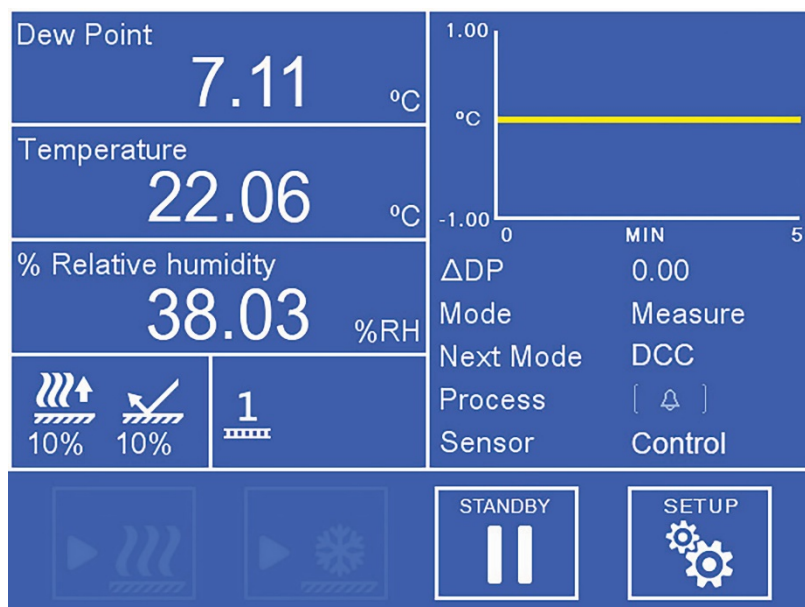 Dew Point
7.11 ºC
Temperature
22.06 ºC
% Relative humidity
38.03 %RH
10% 10%
1
1.00
ºC
-1.00
0 MIN 5
ΔDP 0.00
Mode Measure
Next Mode DCC
Process [ ]
Sensor Control
STANDBY
SETUP